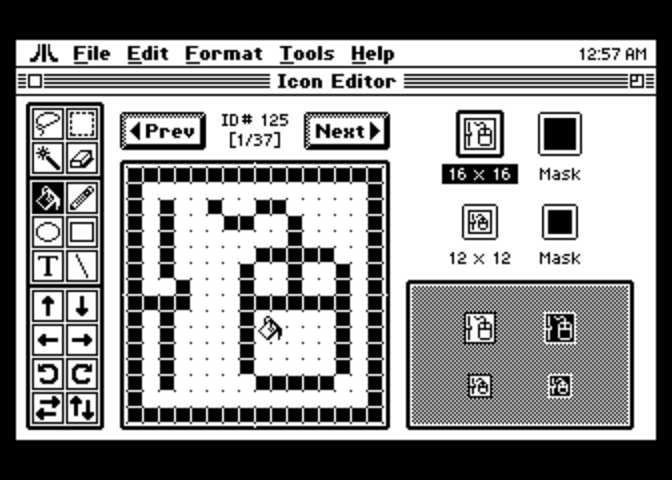 File Edit Format Tools Help 12:57 AM
Icon Editor
Prev ID# 125 Next
[1/37]
16 x 16 Mask
12 x 12 Mask
T